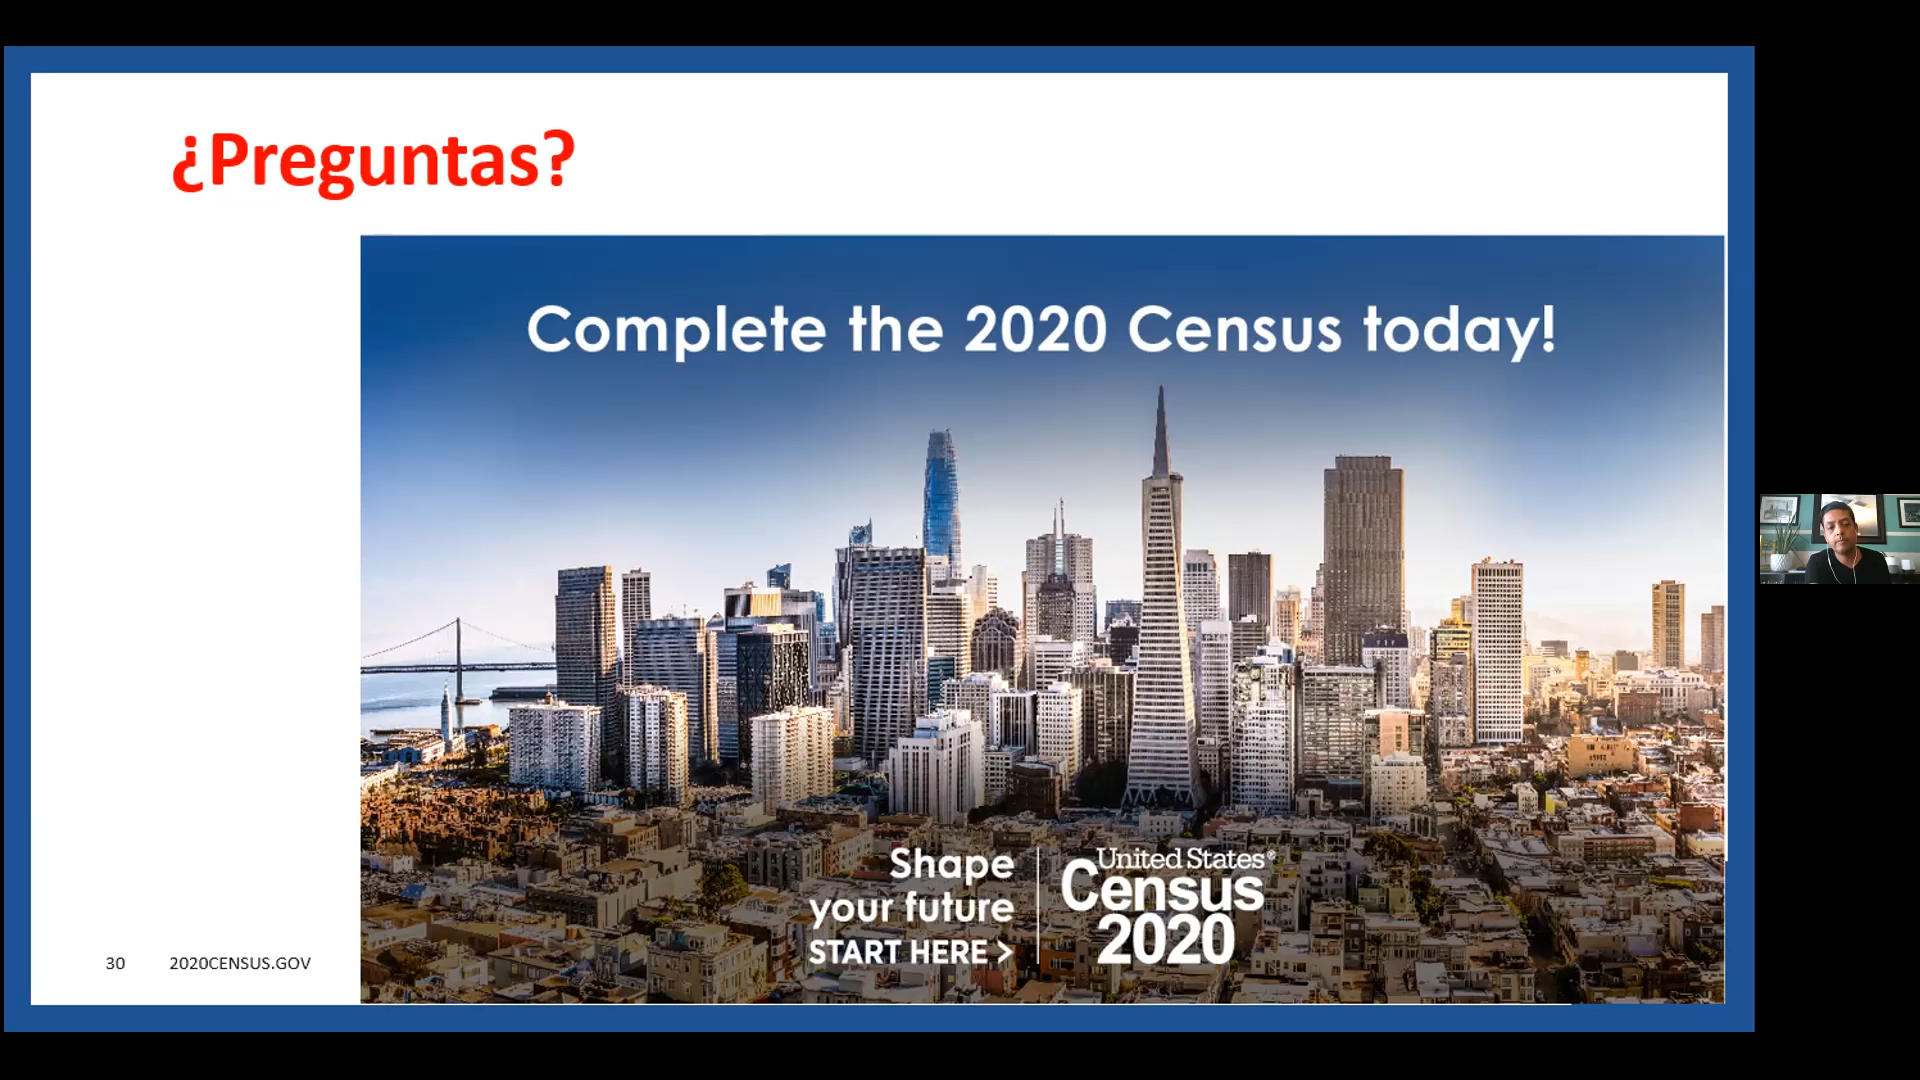 ¿Preguntas?
Complete the 2020 Census today!
Shape
your future
START HERE >
United States®
Census
2020
30
2020CENSUS.GOV